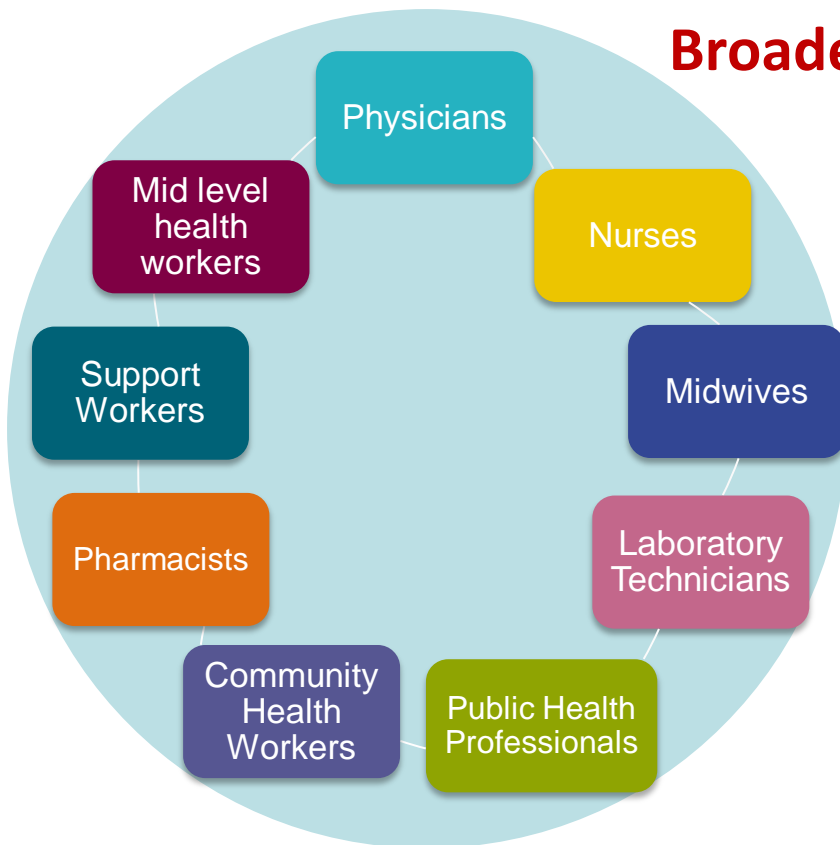 Broade
Physicians
Nurses
Midwives
Laboratory
Technicians
Public Health
Professionals
Community
Health
Workers
Pharmacists
Support
Workers
Mid level
health
workers